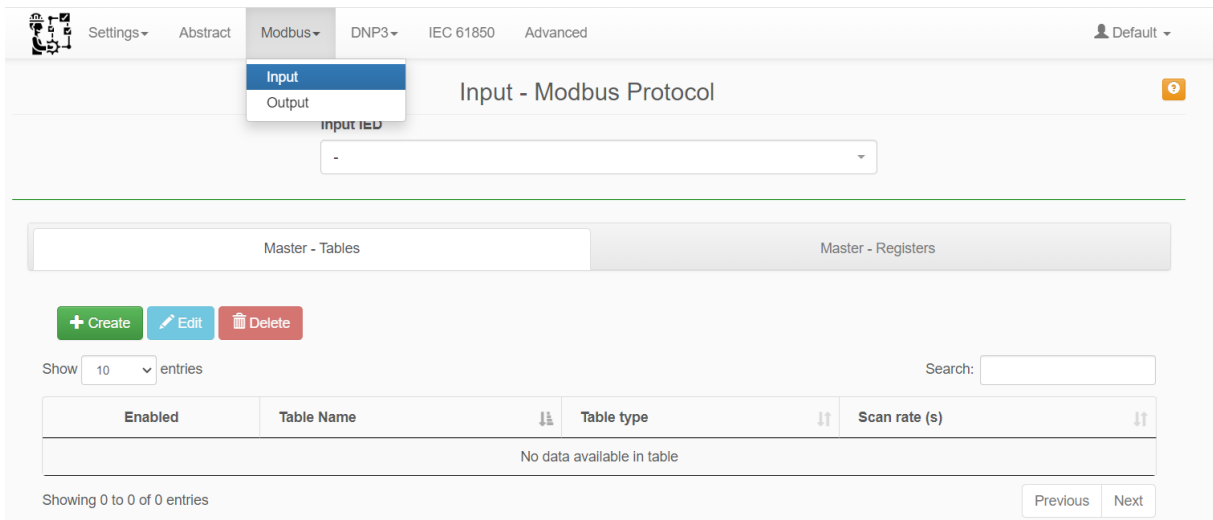 Settings Abstract Modbus DNP3 IEC 61850 Advanced Default
Input
Output
Input - Modbus Protocol
Input IED
-
Master - Tables Master - Registers
Create Edit Delete
Show 10 entries Search:
Enabled Table Name Table type Scan rate (s)
No data available in table
Showing 0 to 0 of 0 entries Previous Next